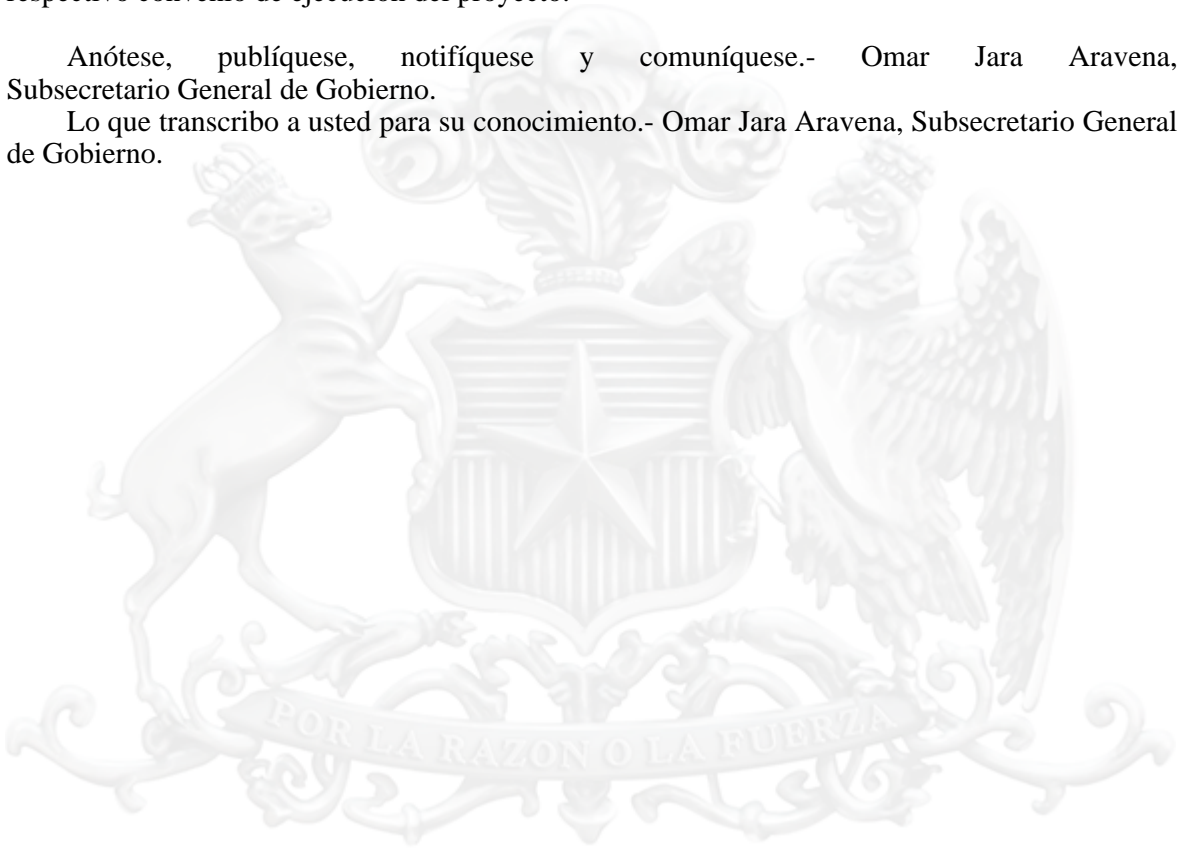 respectivo convenio de ejecución del proyecto.
Anótese, publíquese, notifíquese y comuníquese.- Omar Jara Aravena,
Subsecretario General de Gobierno.
Lo que transcribo a usted para su conocimiento.- Omar Jara Aravena, Subsecretario General
de Gobierno.
POR LA RAZON O LA FUERZA